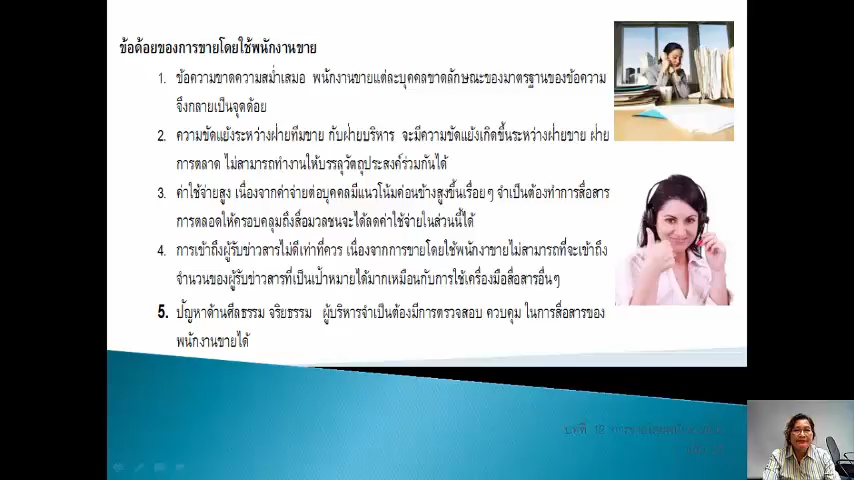 ข้อด้อยของการขายโดยใช้พนักงานขาย
1. ข้อความขาดความสม่ำเสมอ พนักงานขายแต่ละบุคคลขาดลักษณะของมาตรฐานของข้อความ
จึงกลายเป็นจุดด้อย
2. ความขัดแย้งระหว่างฝ่ายทีมขาย กับฝ่ายบริหาร จะมีความขัดแย้งเกิดขึ้นระหว่างฝ่ายขาย ฝ่าย
การตลาด ไม่สามารถทำงานให้บรรลุวัตถุประสงค์ร่วมกันได้
3. ค่าใช้จ่ายสูง เนื่องจากค่าจ่ายต่อบุคคลมีแนวโน้มค่อนข้างสูงขึ้นเรื่อยๆ จำเป็นต้องทำการสื่อสาร
การตลอดให้ครอบคลุมถึงสื่อมวลชนจะได้ลดค่าใช้จ่ายในส่วนนี้ได้
4. การเข้าถึงผู้รับข่าวสารไม่ดีเท่าที่ควร เนื่องจากการขายโดยใช้พนักงาขายไม่สามารถที่จะเข้าถึง
จำนวนของผู้รับข่าวสารที่เป็นเป้าหมายได้มากเหมือนกับการใช้เครื่องมือสื่อสารอื่นๆ
5. ปัญหาด้านศีลธรรม จริยธรรม ผู้บริหารจำเป็นต้องมีการตรวจสอบ ควบคุม ในการสื่อสารของ
พนักงานขายได้
บทที่ 12